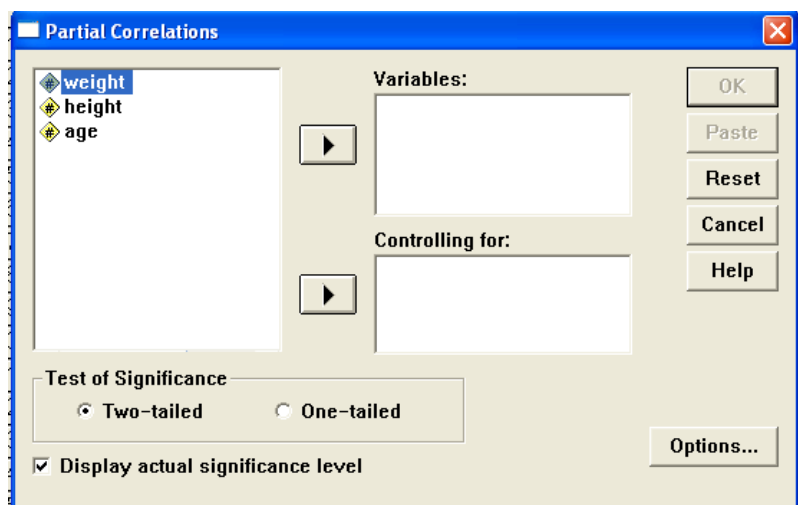 Partial Correlations
weight
height
age
Variables:
Controlling for:
OK
Paste
Reset
Cancel
Help
Test of Significance
Two-tailed
One-tailed
Display actual significance level
Options...